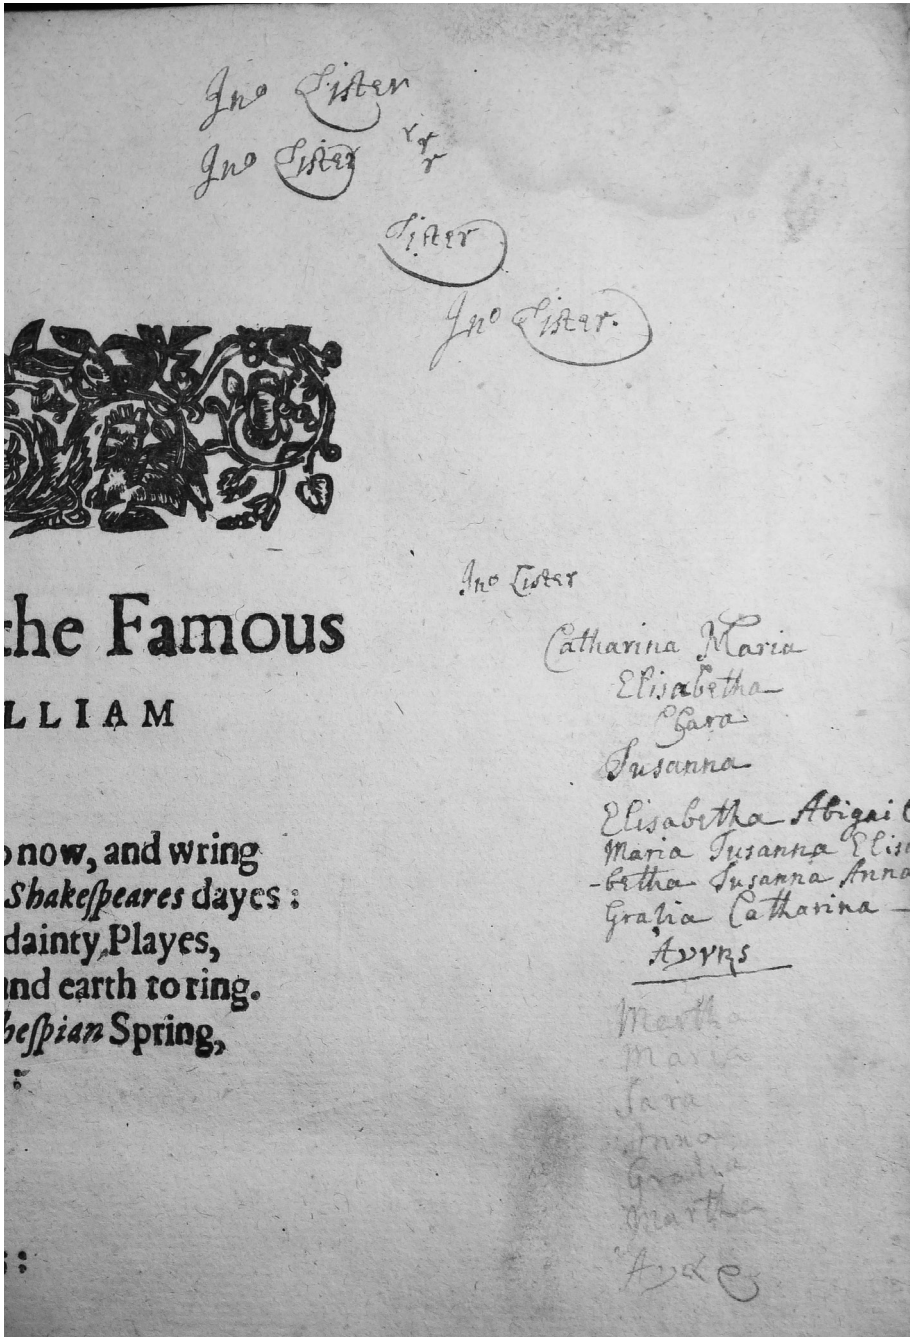 Jno Lister
Jno Lister r r
r
Lister
Jno Lister.
Jno Lister
the Famous
LLIAM
Catharina Maria
Elisabetha
Sara
Susanna
Elisabetha Abigail
now, and wring
Maria Susanna Elisa
Shakeſpeares dayes :
-betha Susanna Anna
dainty Playes,
Gratia Catharina —
and earth to ring.
heſpian Spring,
:
Martha
Maria
Sara
Anna
Gratia
Martha
: